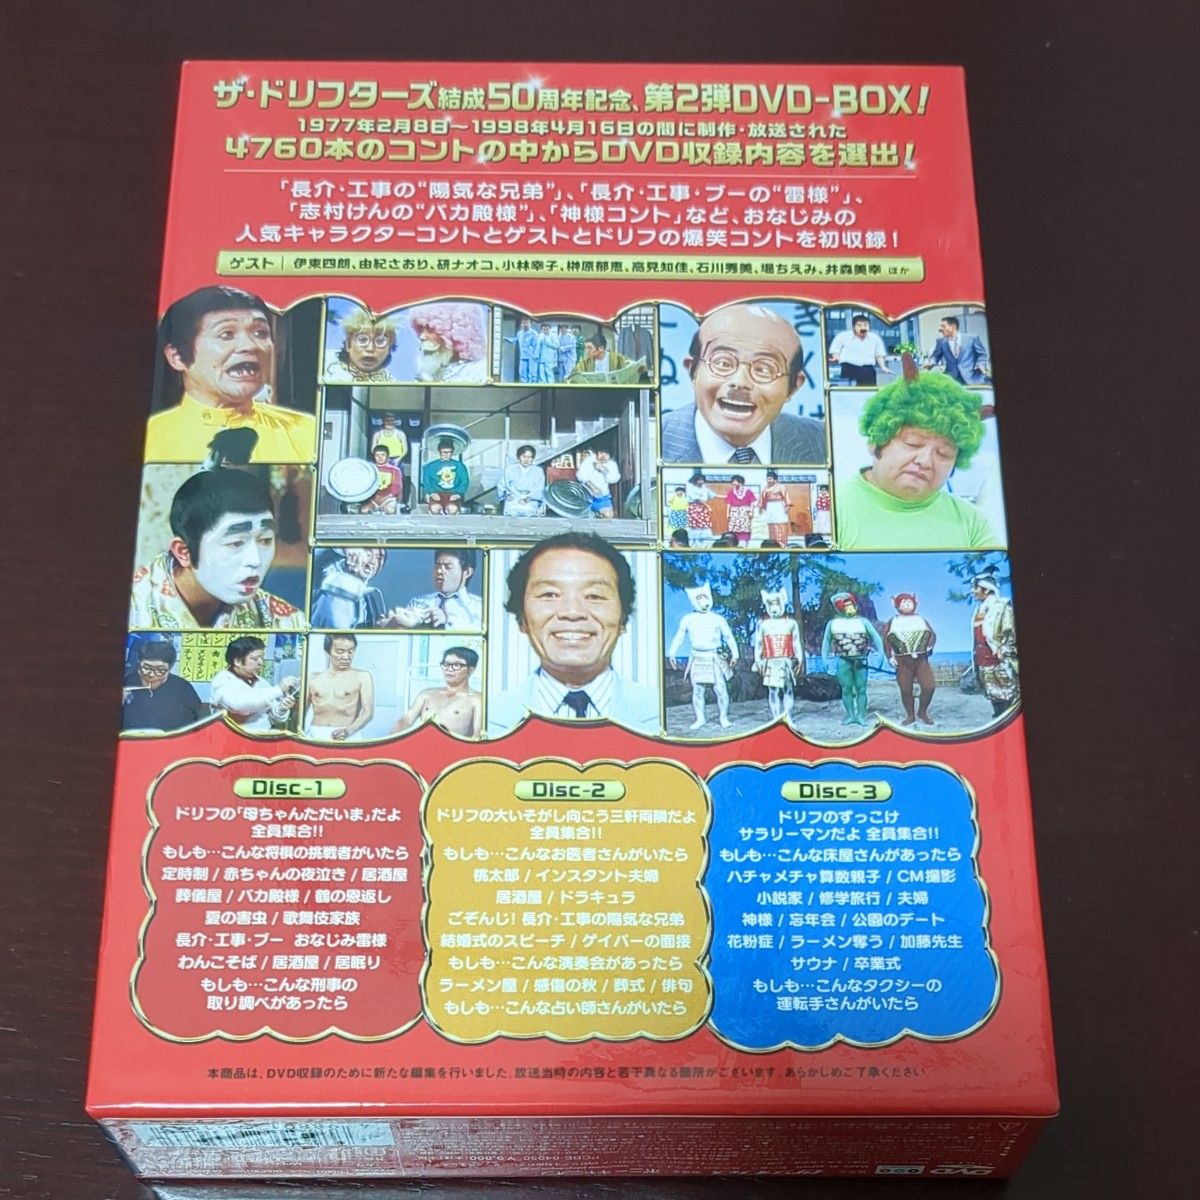 ザ・ドリフターズ結成50周年記念、第2弾DVD-BOX!
1977年2月8日〜1998年4月16日の間に制作・放送された
4760本のコントの中からDVD収録内容を選出!
「長介・工事の“陽気な兄弟”」、「長介・工事・ブーの“雷様”」、
「志村けんの“バカ殿様”」、「神様コント」など、おなじみの
人気キャラクターコントとゲストとドリフの爆笑コントを初収録!
ゲスト | 伊東四朗、由紀さおり、研ナオコ、小林幸子、榊原郁恵、高見知佳、石川秀美、堀ちえみ、井森美幸 ほか
Disc-1
ドリフの「母ちゃんただいま」だよ
全員集合!!
もしも…こんな将棋の挑戦者がいたら
定時制 / 赤ちゃんの夜泣き / 居酒屋
葬儀屋 / バカ殿様 / 鶴の恩返し
夏の害虫 / 歌舞伎家族
長介・工事・ブー おなじみ雷様
わんこそば / 居酒屋 / 居眠り
もしも…こんな刑事の
取り調べがあったら
Disc-2
ドリフの大いそがし向こう三軒両隣だよ
全員集合!!
もしも…こんなお医者さんがいたら
桃太郎 / インスタント夫婦
居酒屋 / ドラキュラ
ごぞんじ! 長介・工事の陽気な兄弟
結婚式のスピーチ / ゲイバーの面接
もしも…こんな演奏会があったら
ラーメン屋 / 感傷の秋 / 葬式 / 俳句
もしも…こんな占い師さんがいたら
Disc-3
ドリフのずっこけ
サラリーマンだよ 全員集合!!
もしも…こんな床屋さんがあったら
ハチャメチャ算数親子 / CM撮影
小説家 / 修学旅行 / 夫婦
神様 / 忘年会 / 公園のデート
花粉症 / ラーメン奪う / 加藤先生
サウナ / 卒業式
もしも…こんなタクシーの
運転手さんがいたら
本商品は、DVD収録のために新たな編集を行いました。放送当時の内容と若干異なる箇所がございます。あらかじめご了承ください